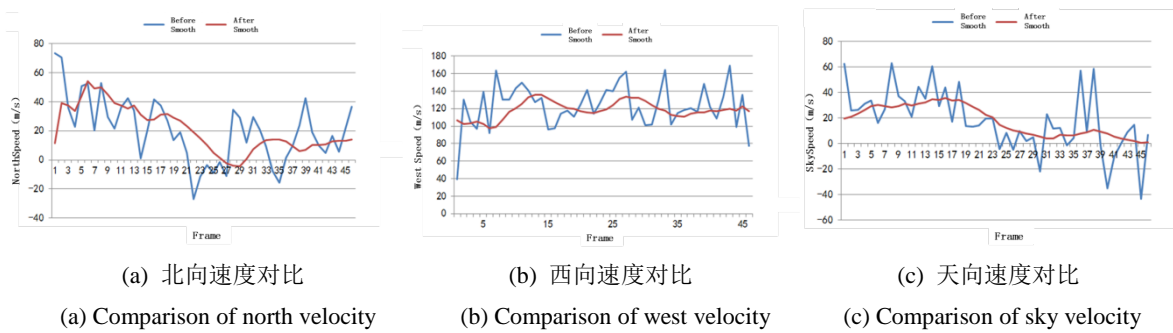 Before Smooth
After Smooth
80
60
40
20
0
-20
-40
NorthSpeed (m/s)
1 3 5 7 9 11 13 15 17 19 21 23 25 27 29 31 33 35 37 39 41 43 45
Frame
Before Smooth
After Smooth
180
160
140
120
100
80
60
40
20
0
West Speed (m/s)
5 15 25 35 45
Frame
Before Smooth
After Smooth
80
60
40
20
0
-20
-40
-60
SkySpeed (m/s)
1 3 5 7 9 11 13 15 17 19 21 23 25 27 29 31 33 35 37 39 41 43 45
Frame
(a) 北向速度对比
(b) 西向速度对比
(c) 天向速度对比
(a) Comparison of north velocity
(b) Comparison of west velocity
(c) Comparison of sky velocity